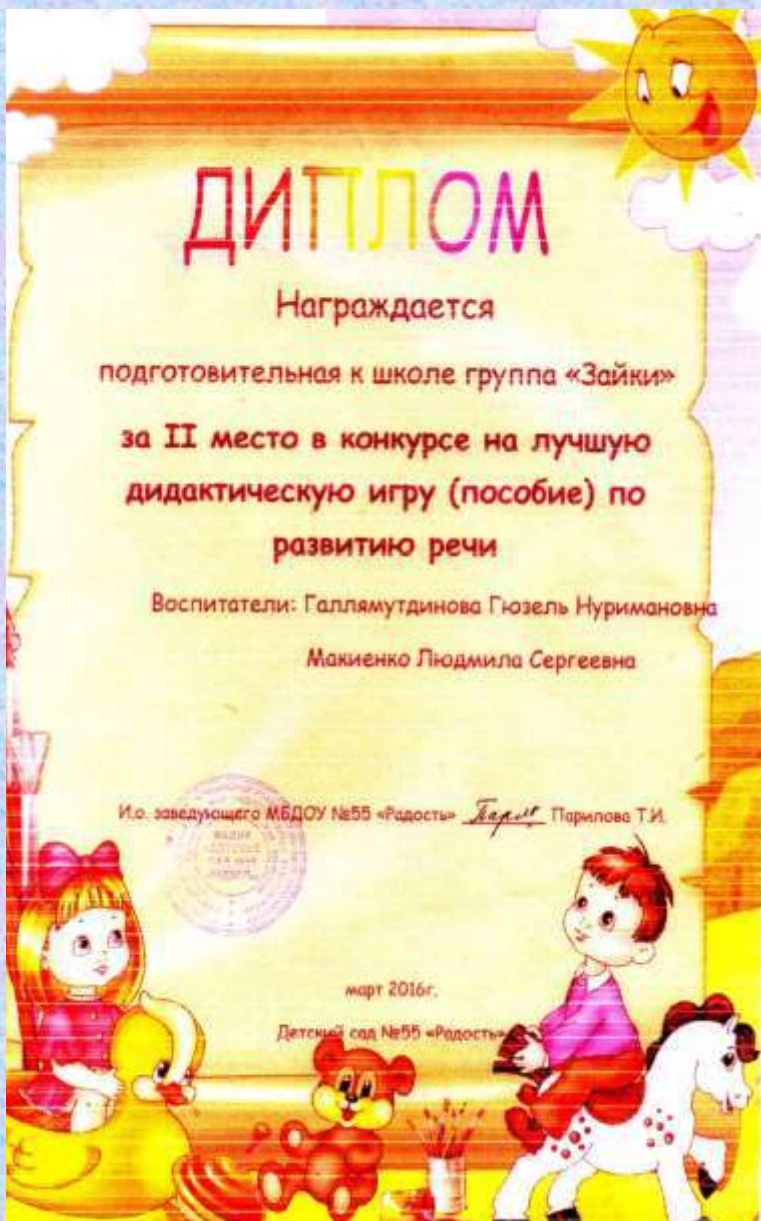 ДИПЛОМ
Награждается
подготовительная к школе группа «Зайки»
за II место в конкурсе на лучшую
дидактическую игру (пособие) по
развитию речи
Воспитатели: Галлямутдинова Гюзель Нуримановна
Макиенко Людмила Сергеевна
И.о. заведующего МБДОУ №55 «Радость» Парилова Т.И.
март 2016г.
Детский сад №55 «Радость»